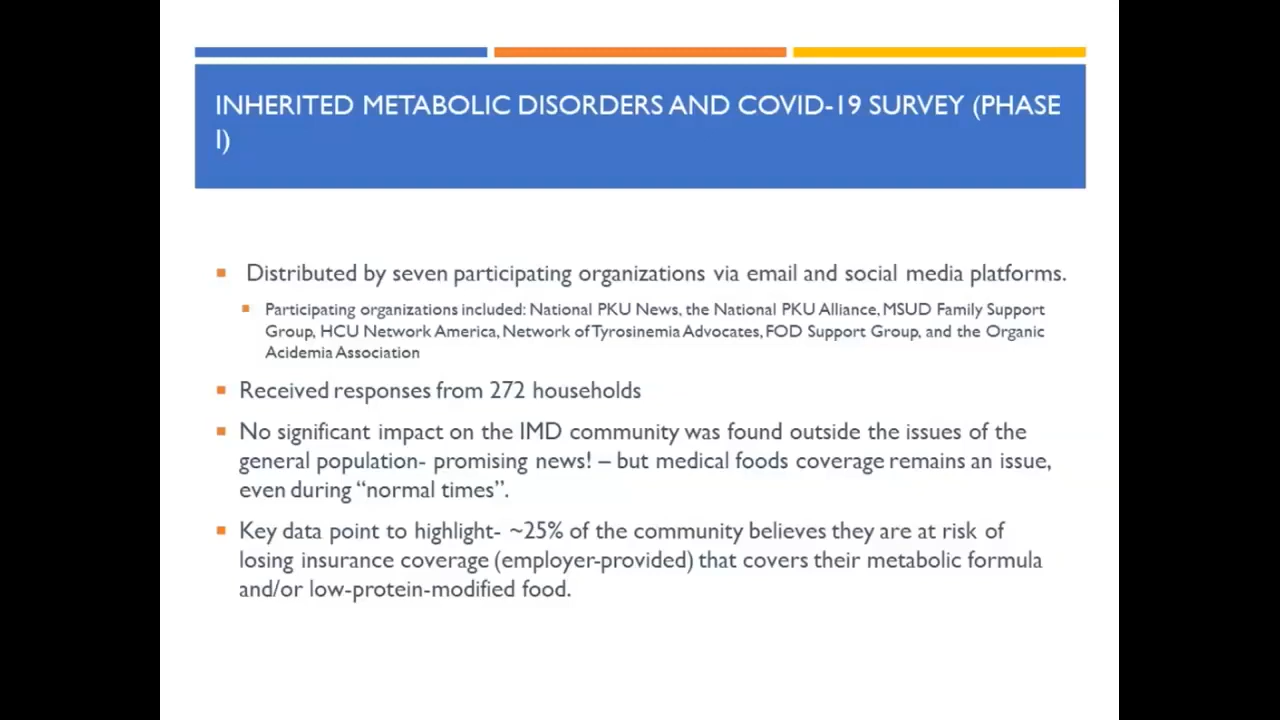 INHERITED METABOLIC DISORDERS AND COVID-19 SURVEY (PHASE
I)
Distributed by seven participating organizations via email and social media platforms.
Participating organizations included: National PKU News, the National PKU Alliance, MSUD Family Support
Group, HCU Network America, Network of Tyrosinemia Advocates, FOD Support Group, and the Organic
Acidemia Association
Received responses from 272 households
No significant impact on the IMD community was found outside the issues of the
general population- promising news! – but medical foods coverage remains an issue,
even during “normal times”.
Key data point to highlight- ~25% of the community believes they are at risk of
losing insurance coverage (employer-provided) that covers their metabolic formula
and/or low-protein-modified food.